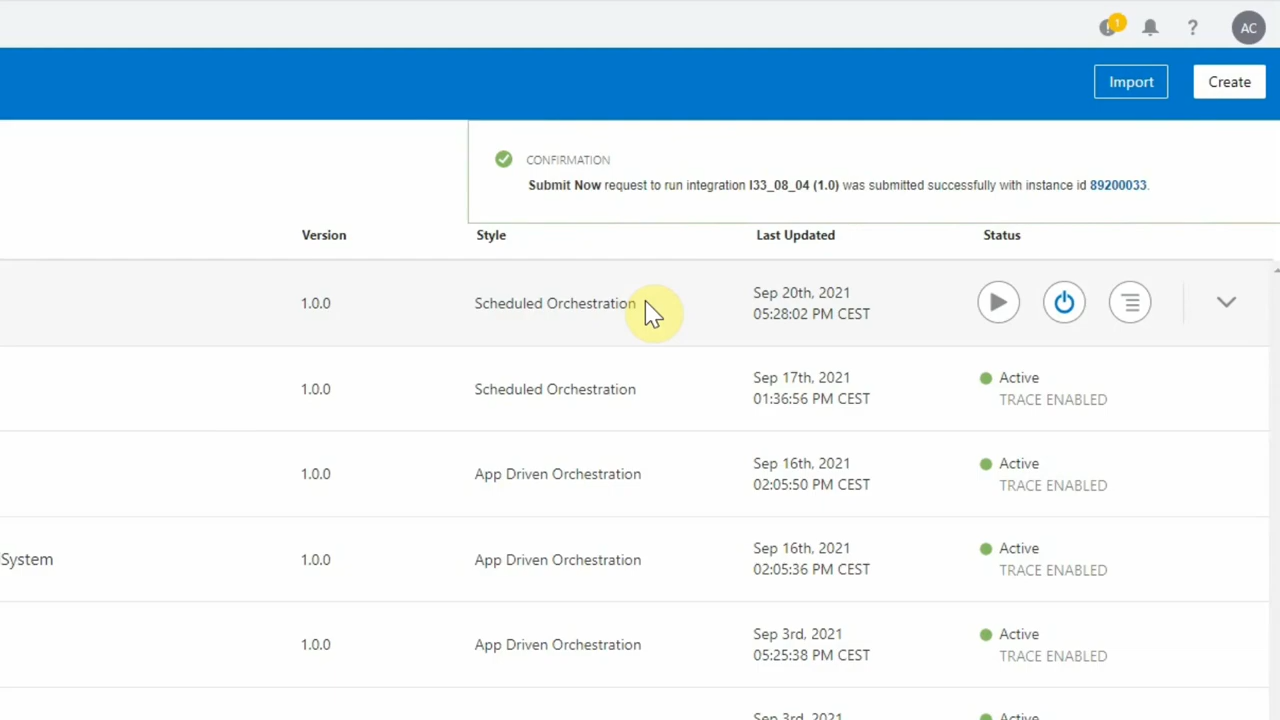 1
?
AC
Import
Create
CONFIRMATION
Submit Now request to run integration I33_08_04 (1.0) was submitted successfully with instance id 89200033.
Version Style Last Updated Status
1.0.0 Scheduled Orchestration Sep 20th, 2021
05:28:02 PM CEST
1.0.0 Scheduled Orchestration Sep 17th, 2021 Active
01:36:56 PM CEST TRACE ENABLED
1.0.0 App Driven Orchestration Sep 16th, 2021 Active
02:05:50 PM CEST TRACE ENABLED
System 1.0.0 App Driven Orchestration Sep 16th, 2021 Active
02:05:36 PM CEST TRACE ENABLED
1.0.0 App Driven Orchestration Sep 3rd, 2021 Active
05:25:38 PM CEST TRACE ENABLED
Sep 3rd, 2021 Active